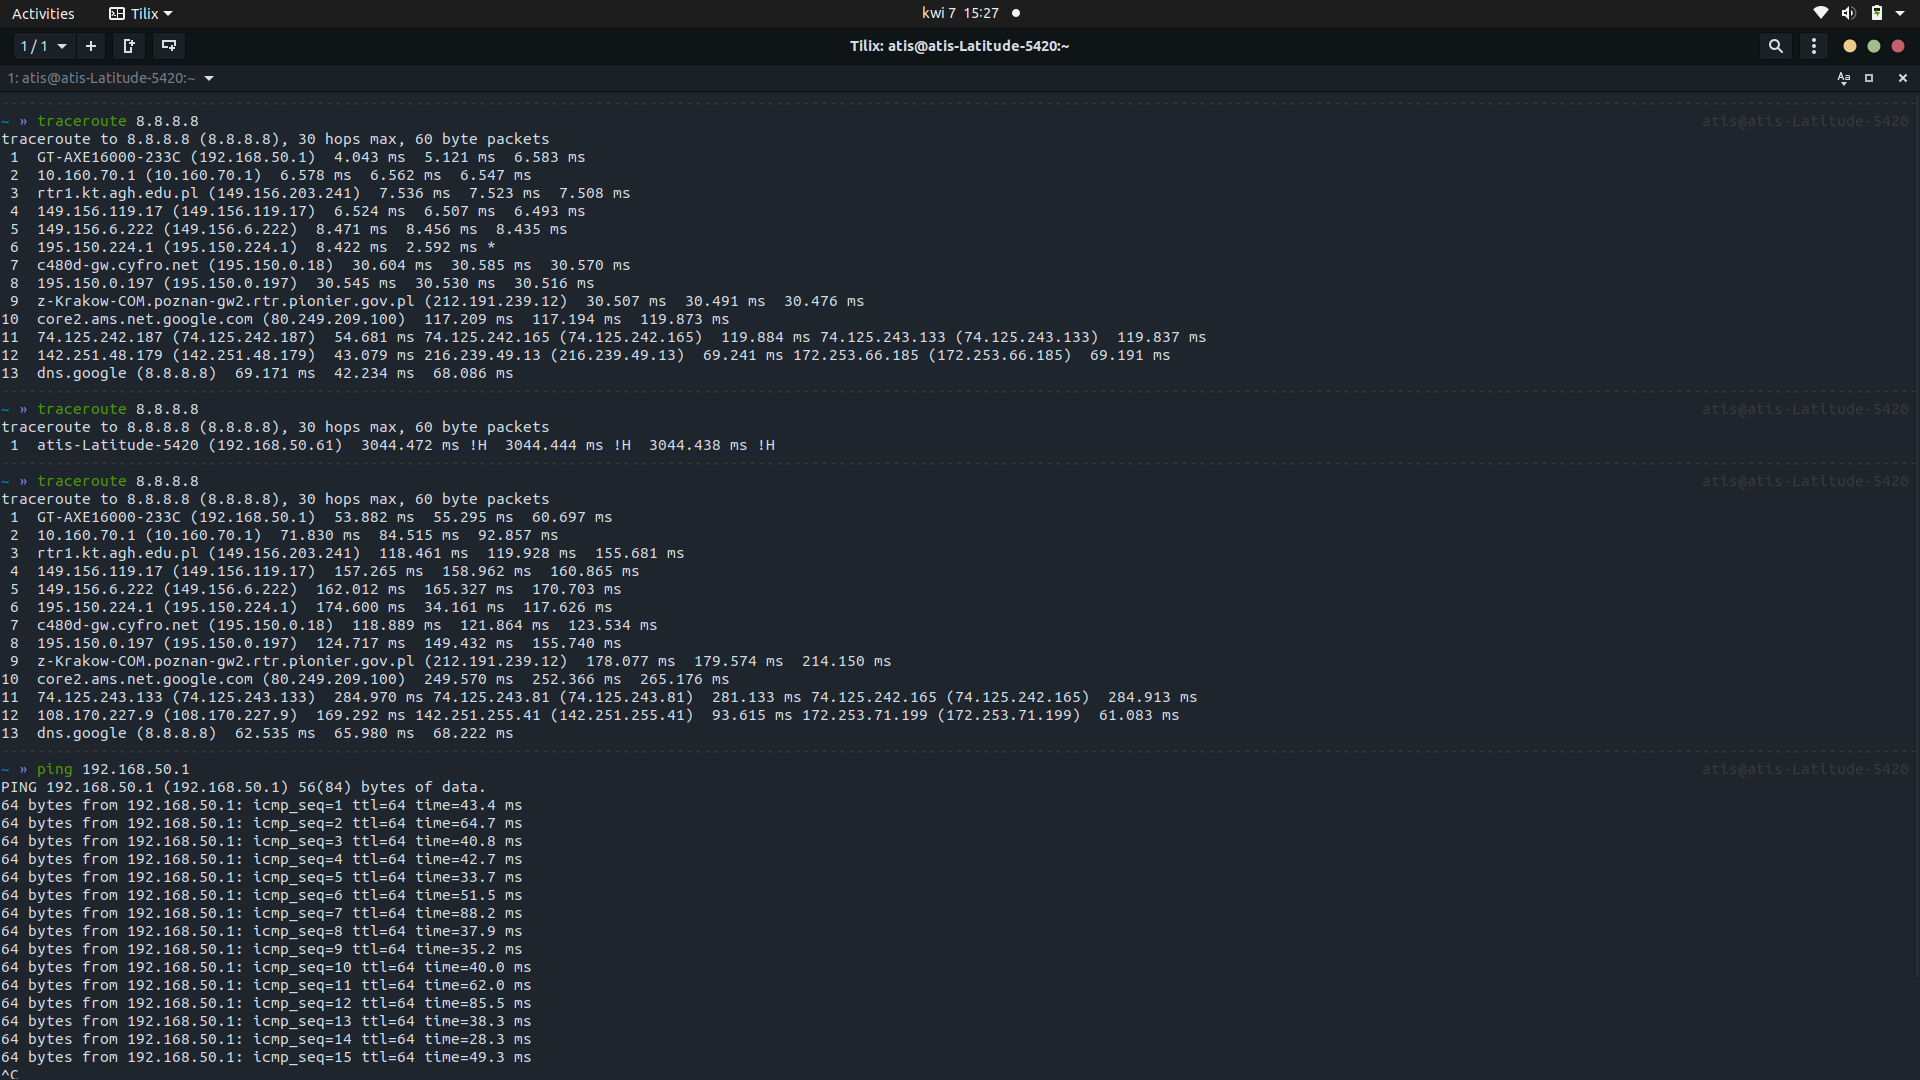 Activities
Tilix
kwi 7 15:27
1 / 1
Tilix: atis@atis-Latitude-5420:~
1: atis@atis-Latitude-5420:~
~ » traceroute 8.8.8.8 atis@atis-Latitude-5420
traceroute to 8.8.8.8 (8.8.8.8), 30 hops max, 60 byte packets
1 GT-AXE16000-233C (192.168.50.1) 4.043 ms 5.121 ms 6.583 ms
2 10.160.70.1 (10.160.70.1) 6.578 ms 6.562 ms 6.547 ms
3 rtr1.kt.agh.edu.pl (149.156.203.241) 7.536 ms 7.523 ms 7.508 ms
4 149.156.119.17 (149.156.119.17) 6.524 ms 6.507 ms 6.493 ms
5 149.156.6.222 (149.156.6.222) 8.471 ms 8.456 ms 8.435 ms
6 195.150.224.1 (195.150.224.1) 8.422 ms 2.592 ms *
7 c480d-gw.cyfro.net (195.150.0.18) 30.604 ms 30.585 ms 30.570 ms
8 195.150.0.197 (195.150.0.197) 30.545 ms 30.530 ms 30.516 ms
9 z-Krakow-COM.poznan-gw2.rtr.pionier.gov.pl (212.191.239.12) 30.507 ms 30.491 ms 30.476 ms
10 core2.ams.net.google.com (80.249.209.100) 117.209 ms 117.194 ms 119.873 ms
11 74.125.242.187 (74.125.242.187) 54.681 ms 74.125.242.165 (74.125.242.165) 119.884 ms 74.125.243.133 (74.125.243.133) 119.837 ms
12 142.251.48.179 (142.251.48.179) 43.079 ms 216.239.49.13 (216.239.49.13) 69.241 ms 172.253.66.185 (172.253.66.185) 69.191 ms
13 dns.google (8.8.8.8) 69.171 ms 42.234 ms 68.086 ms
~ » traceroute 8.8.8.8 atis@atis-Latitude-5420
traceroute to 8.8.8.8 (8.8.8.8), 30 hops max, 60 byte packets
1 atis-Latitude-5420 (192.168.50.61) 3044.472 ms !H 3044.444 ms !H 3044.438 ms !H
~ » traceroute 8.8.8.8 atis@atis-Latitude-5420
traceroute to 8.8.8.8 (8.8.8.8), 30 hops max, 60 byte packets
1 GT-AXE16000-233C (192.168.50.1) 53.882 ms 55.295 ms 60.697 ms
2 10.160.70.1 (10.160.70.1) 71.830 ms 84.515 ms 92.857 ms
3 rtr1.kt.agh.edu.pl (149.156.203.241) 118.461 ms 119.928 ms 155.681 ms
4 149.156.119.17 (149.156.119.17) 157.265 ms 158.962 ms 160.865 ms
5 149.156.6.222 (149.156.6.222) 162.012 ms 165.327 ms 170.703 ms
6 195.150.224.1 (195.150.224.1) 174.600 ms 34.161 ms 117.626 ms
7 c480d-gw.cyfro.net (195.150.0.18) 118.889 ms 121.864 ms 123.534 ms
8 195.150.0.197 (195.150.0.197) 124.717 ms 149.432 ms 155.740 ms
9 z-Krakow-COM.poznan-gw2.rtr.pionier.gov.pl (212.191.239.12) 178.077 ms 179.574 ms 214.150 ms
10 core2.ams.net.google.com (80.249.209.100) 249.570 ms 252.366 ms 265.176 ms
11 74.125.243.133 (74.125.243.133) 284.970 ms 74.125.243.81 (74.125.243.81) 281.133 ms 74.125.242.165 (74.125.242.165) 284.913 ms
12 108.170.227.9 (108.170.227.9) 169.292 ms 142.251.255.41 (142.251.255.41) 93.615 ms 172.253.71.199 (172.253.71.199) 61.083 ms
13 dns.google (8.8.8.8) 62.535 ms 65.980 ms 68.222 ms
~ » ping 192.168.50.1 atis@atis-Latitude-5420
PING 192.168.50.1 (192.168.50.1) 56(84) bytes of data.
64 bytes from 192.168.50.1: icmp_seq=1 ttl=64 time=43.4 ms
64 bytes from 192.168.50.1: icmp_seq=2 ttl=64 time=64.7 ms
64 bytes from 192.168.50.1: icmp_seq=3 ttl=64 time=40.8 ms
64 bytes from 192.168.50.1: icmp_seq=4 ttl=64 time=42.7 ms
64 bytes from 192.168.50.1: icmp_seq=5 ttl=64 time=33.7 ms
64 bytes from 192.168.50.1: icmp_seq=6 ttl=64 time=51.5 ms
64 bytes from 192.168.50.1: icmp_seq=7 ttl=64 time=88.2 ms
64 bytes from 192.168.50.1: icmp_seq=8 ttl=64 time=37.9 ms
64 bytes from 192.168.50.1: icmp_seq=9 ttl=64 time=35.2 ms
64 bytes from 192.168.50.1: icmp_seq=10 ttl=64 time=40.0 ms
64 bytes from 192.168.50.1: icmp_seq=11 ttl=64 time=62.0 ms
64 bytes from 192.168.50.1: icmp_seq=12 ttl=64 time=85.5 ms
64 bytes from 192.168.50.1: icmp_seq=13 ttl=64 time=38.3 ms
64 bytes from 192.168.50.1: icmp_seq=14 ttl=64 time=28.3 ms
64 bytes from 192.168.50.1: icmp_seq=15 ttl=64 time=49.3 ms
^C